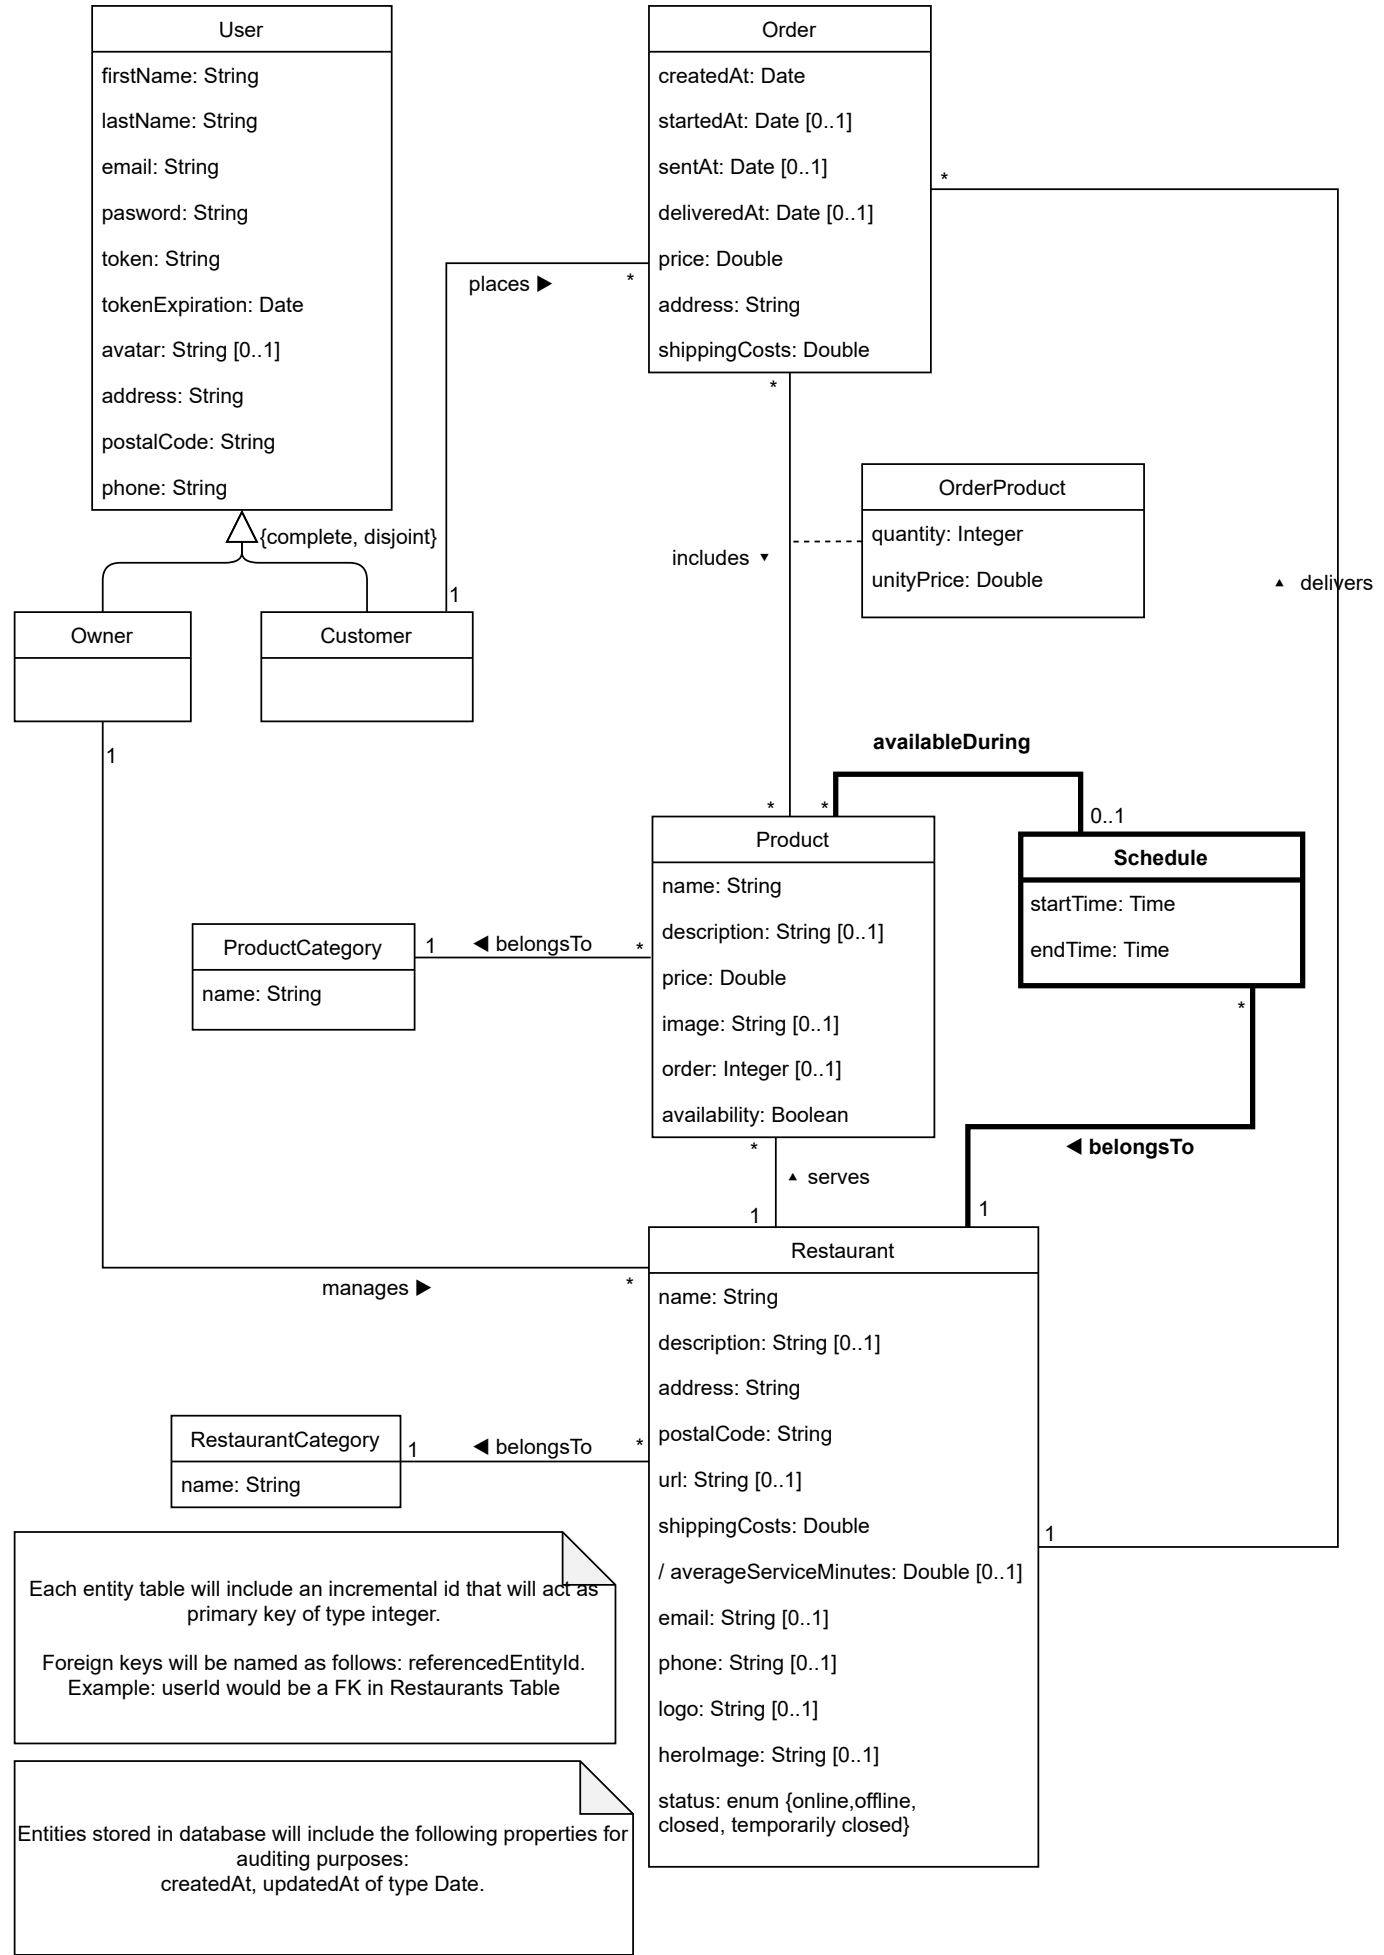 User
firstName: String
lastName: String
email: String
pasword: String
token: String
tokenExpiration: Date
avatar: String [0..1]
address: String
postalCode: String
phone: String
{complete, disjoint}
Owner
Customer
1
places ▶
*
Order
createdAt: Date
startedAt: Date [0..1]
sentAt: Date [0..1]
deliveredAt: Date [0..1]
price: Double
address: String
shippingCosts: Double
*
*
includes ▼
OrderProduct
quantity: Integer
unityPrice: Double
▲ delivers
1
availableDuring
*
*
0..1
Product
name: String
description: String [0..1]
price: Double
image: String [0..1]
order: Integer [0..1]
availability: Boolean
Schedule
startTime: Time
endTime: Time
*
◀ belongsTo
1
ProductCategory
name: String
1
◀ belongsTo
*
*
▲ serves
1
manages ▶
*
Restaurant
name: String
description: String [0..1]
address: String
postalCode: String
url: String [0..1]
shippingCosts: Double
/ averageServiceMinutes: Double [0..1]
email: String [0..1]
phone: String [0..1]
logo: String [0..1]
heroImage: String [0..1]
status: enum {online,offline,
closed, temporarily closed}
1
RestaurantCategory
name: String
1
◀ belongsTo
*
Each entity table will include an incremental id that will act as
primary key of type integer.
Foreign keys will be named as follows: referencedEntityId.
Example: userId would be a FK in Restaurants Table
Entities stored in database will include the following properties for
auditing purposes:
createdAt, updatedAt of type Date.